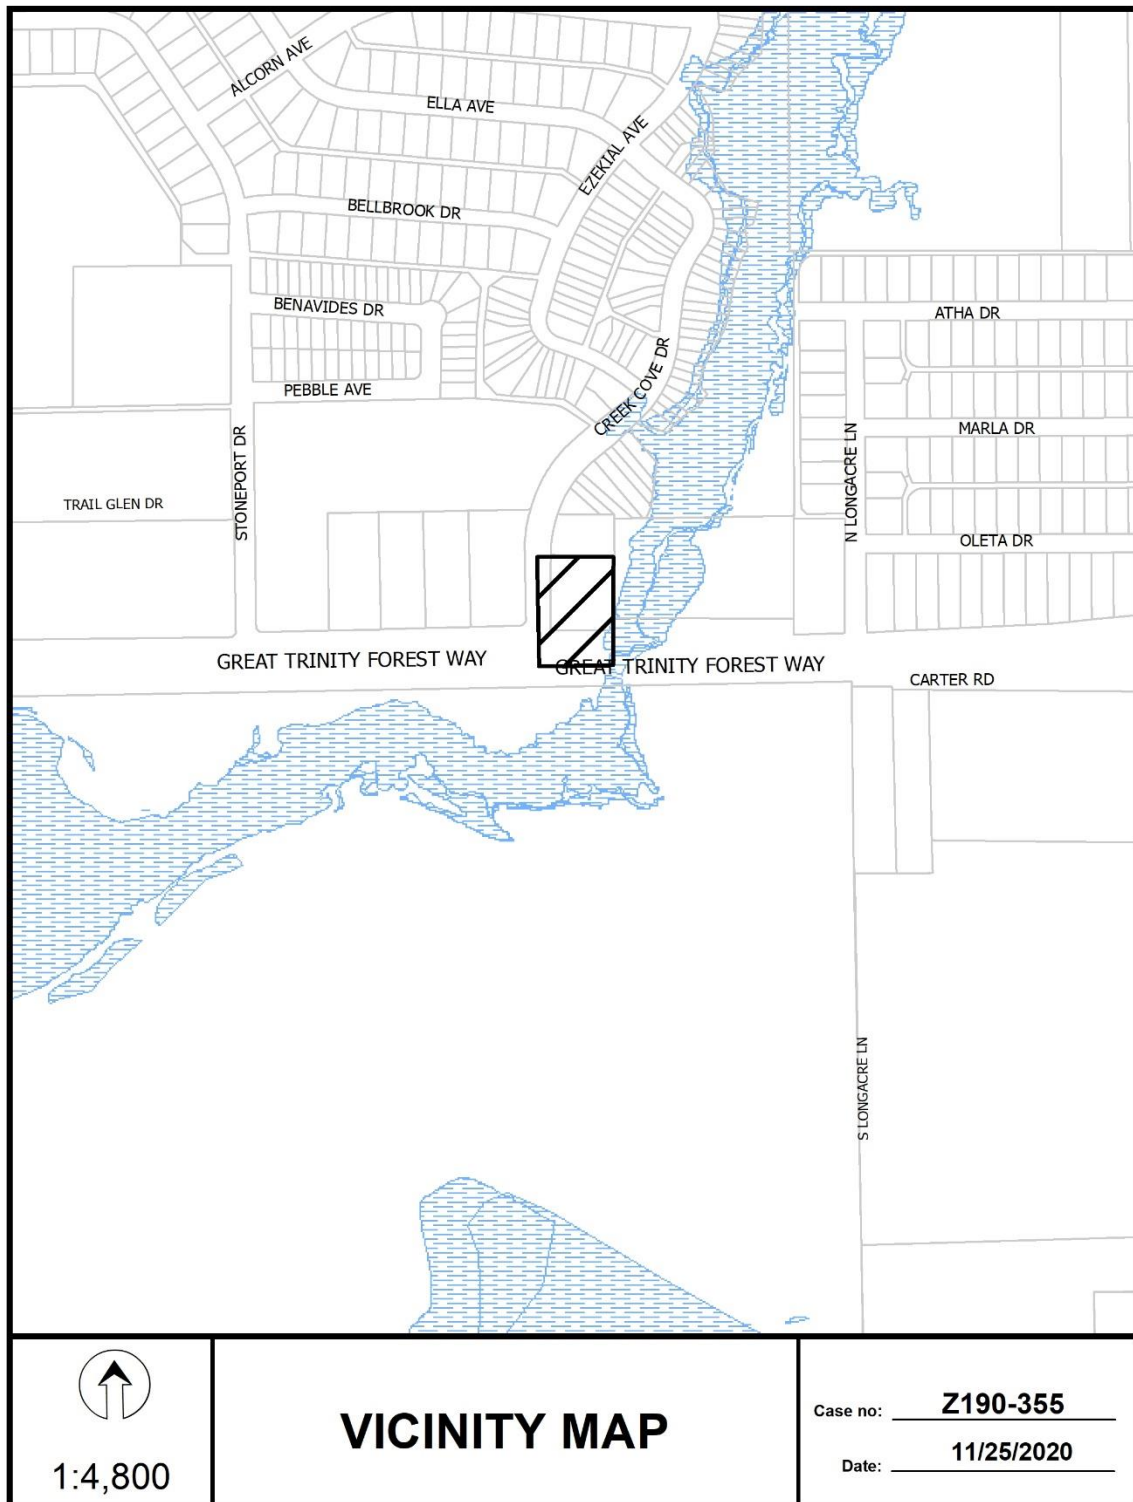 ALCORN AVE
ELLA AVE
EZEKIAL AVE
BELLBROOK DR
BENAVIDES DR
ATHA DR
PEBBLE AVE
CREEK COVE DR
MARLA DR
N LONGACRE LN
STONEPORT DR
TRAIL GLEN DR
OLETA DR
GREAT TRINITY FOREST WAY
GREAT TRINITY FOREST WAY
CARTER RD
S LONGACRE LN
1:4,800
VICINITY MAP
Case no: Z190-355
Date: 11/25/2020